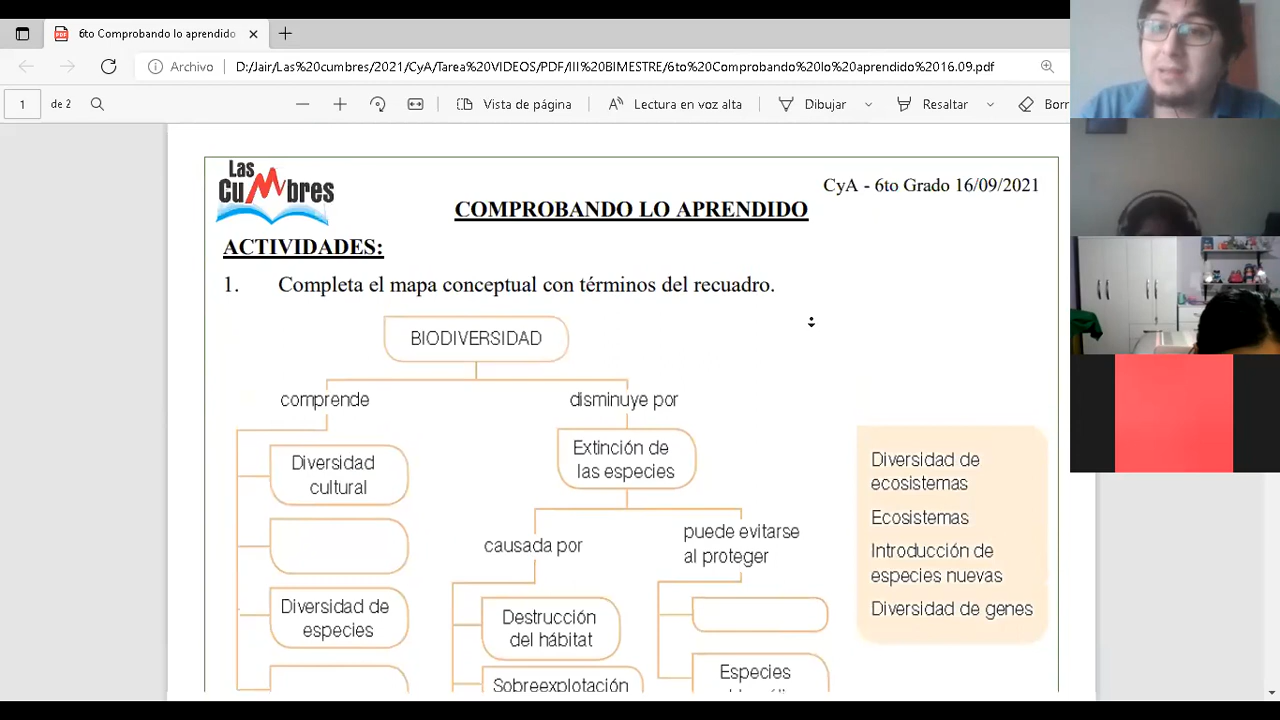 6to Comprobando lo aprendido
Archivo
D:/Jair/Las%20cumbres/2021/CyA/Tarea%20VIDEOS/PDF/III%20BIMESTRE/6to%20Comprobando%20lo%20aprendido%2016.09.pdf
1 de 2
Vista de página
Lectura en voz alta
Dibujar
Resaltar
Borr
Las
Cumbres
CyA - 6to Grado 16/09/2021
COMPROBANDO LO APRENDIDO
ACTIVIDADES:
1. Completa el mapa conceptual con términos del recuadro.
BIODIVERSIDAD
comprende
disminuye por
Diversidad
cultural
Extinción de
las especies
causada por
puede evitarse
al proteger
Diversidad de
especies
Destrucción
del hábitat
Sobreexplotación
Especies
Diversidad de
ecosistemas
Ecosistemas
Introducción de
especies nuevas
Diversidad de genes